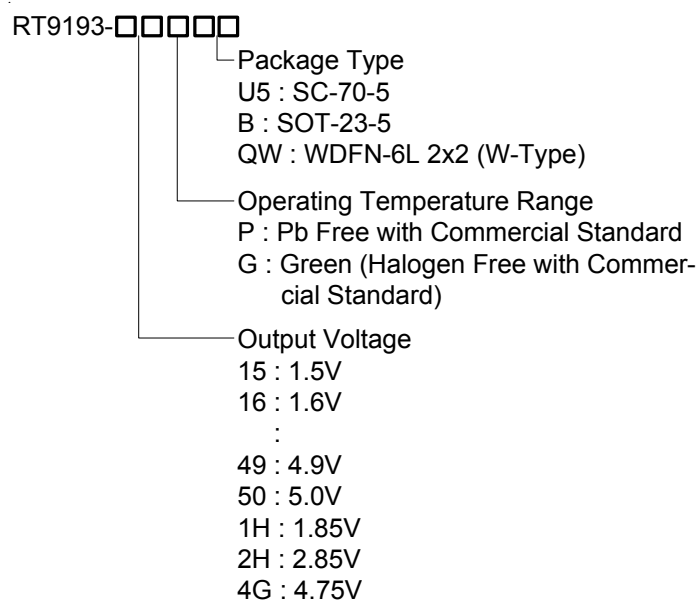 RT9193-□□□□□
Package Type
U5 : SC-70-5
B : SOT-23-5
QW : WDFN-6L 2x2 (W-Type)
Operating Temperature Range
P : Pb Free with Commercial Standard
G : Green (Halogen Free with Commer-
cial Standard)
Output Voltage
15 : 1.5V
16 : 1.6V
:
49 : 4.9V
50 : 5.0V
1H : 1.85V
2H : 2.85V
4G : 4.75V